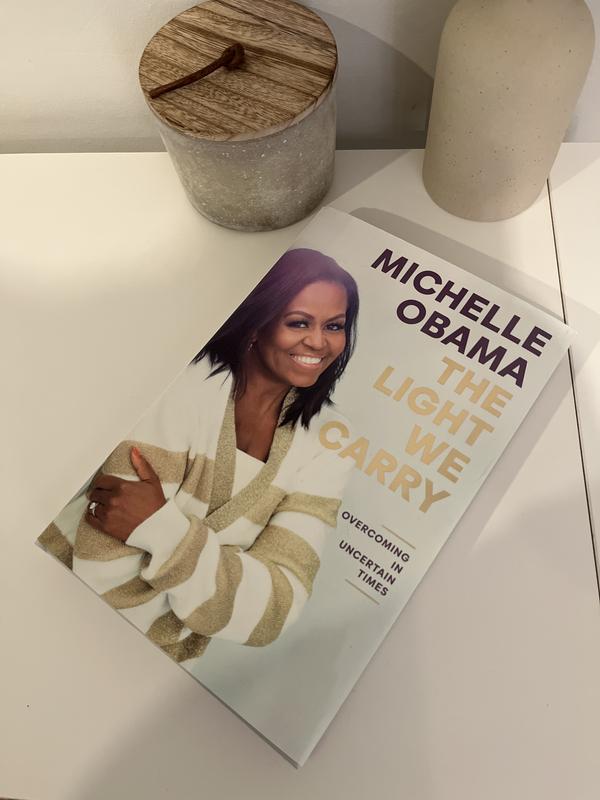 MICHELLE
OBAMA
THE
LIGHT
WE
CARRY
OVERCOMING
IN
UNCERTAIN
TIMES